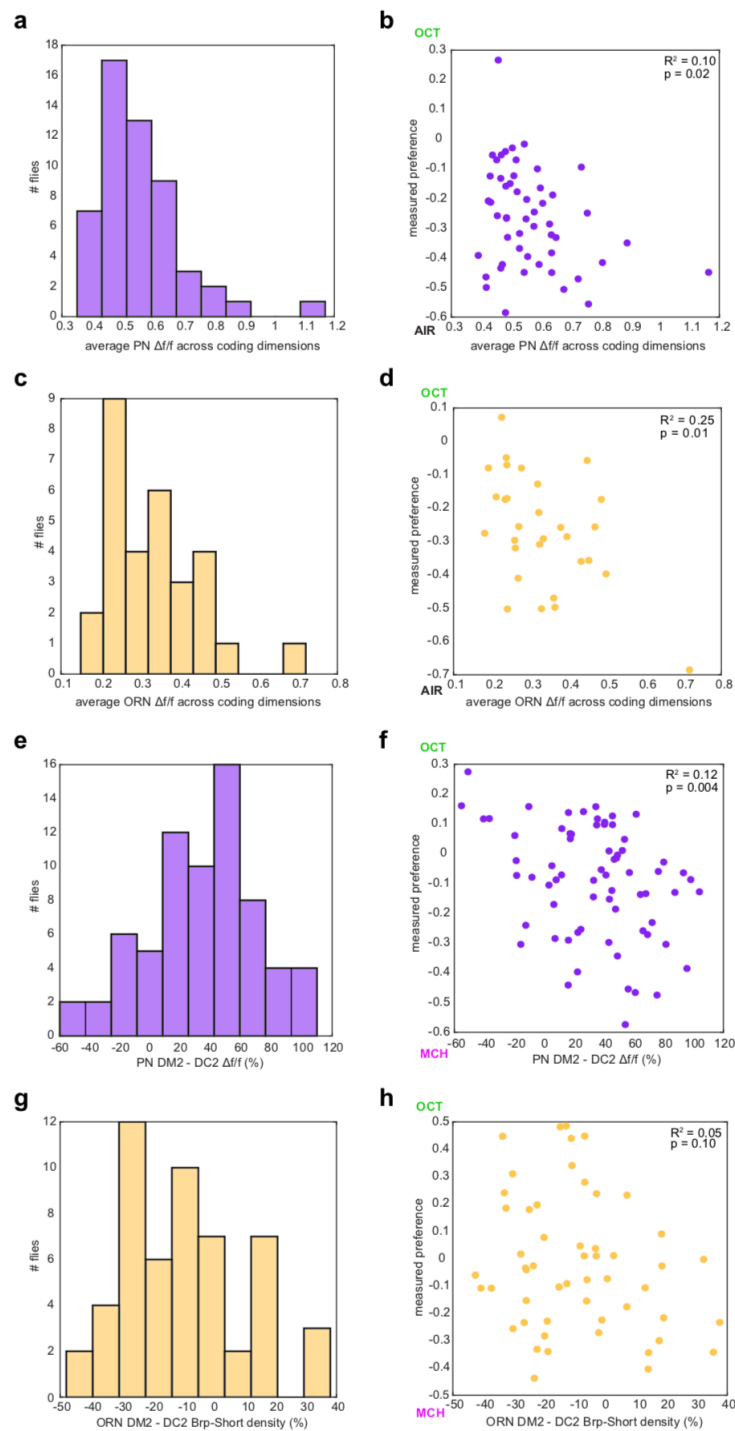 a
18
16
14
12
10
8
6
4
2
0
# flies
0.3 0.4 0.5 0.6 0.7 0.8 0.9 1 1.1 1.2
average PN Δf/f across coding dimensions
b
OCT
0.3
0.2
0.1
0
-0.1
-0.2
-0.3
-0.4
-0.5
-0.6
measured preference
R² = 0.10
p = 0.02
AIR
0.3 0.4 0.5 0.6 0.7 0.8 0.9 1 1.1 1.2
average PN Δf/f across coding dimensions
c
9
8
7
6
5
4
3
2
1
0
# flies
0.1 0.2 0.3 0.4 0.5 0.6 0.7 0.8
average ORN Δf/f across coding dimensions
d
OCT
0.1
0
-0.1
-0.2
-0.3
-0.4
-0.5
-0.6
-0.7
measured preference
R² = 0.25
p = 0.01
AIR
0.1 0.2 0.3 0.4 0.5 0.6 0.7 0.8
average ORN Δf/f across coding dimensions
e
16
14
12
10
8
6
4
2
0
# flies
-60 -40 -20 0 20 40 60 80 100 120
PN DM2 - DC2 Δf/f (%)
f
OCT
0.3
0.2
0.1
0
-0.1
-0.2
-0.3
-0.4
-0.5
-0.6
measured preference
R² = 0.12
p = 0.004
MCH
-60 -40 -20 0 20 40 60 80 100 120
PN DM2 - DC2 Δf/f (%)
g
12
10
8
6
4
2
0
# flies
-50 -40 -30 -20 -10 0 10 20 30 40
ORN DM2 - DC2 Brp-Short density (%)
h
OCT
0.5
0.4
0.3
0.2
0.1
0
-0.1
-0.2
-0.3
-0.4
-0.5
measured preference
R² = 0.05
p = 0.10
MCH
-50 -40 -30 -20 -10 0 10 20 30 40
ORN DM2 - DC2 Brp-Short density (%)